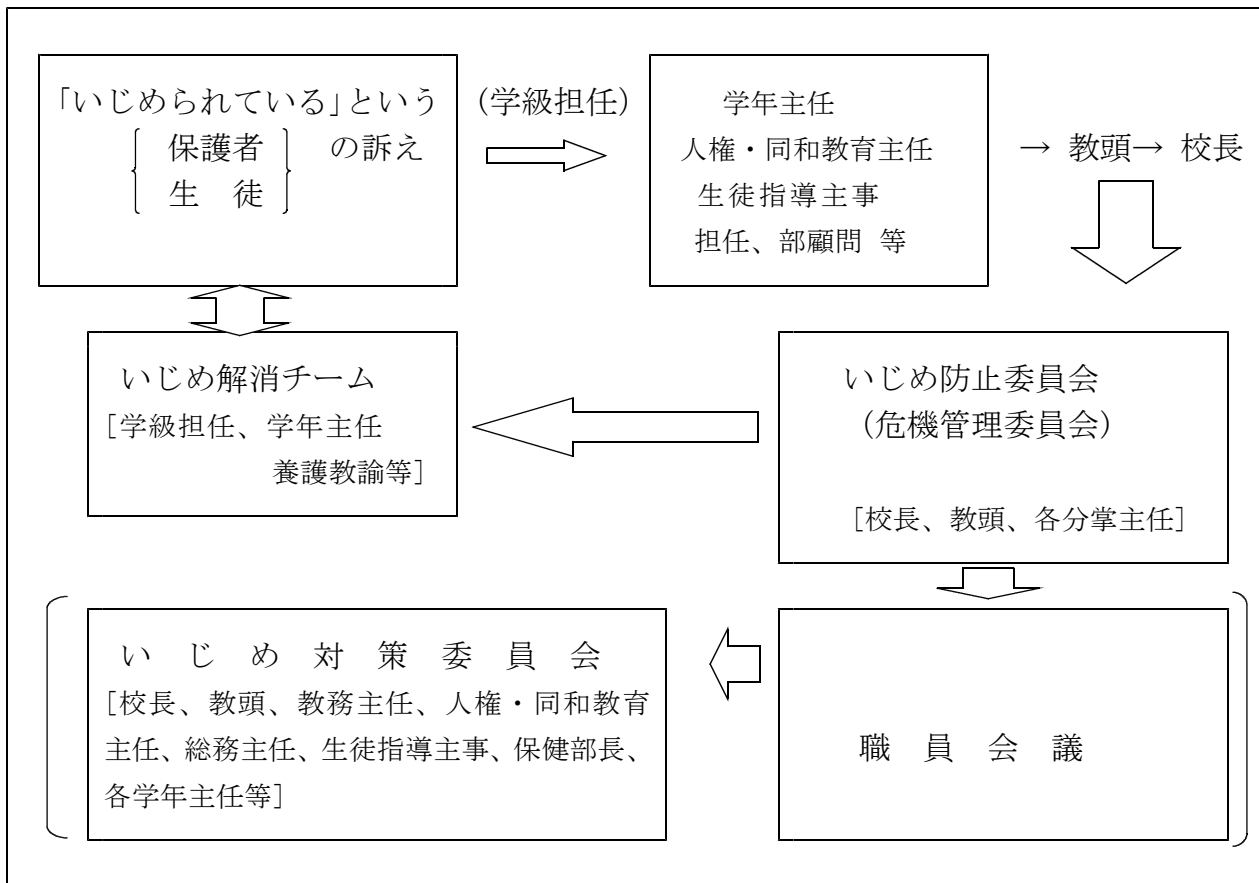 「いじめられている」という
保護者
生　徒
の訴え
(学級担任)
学年主任
人権・同和教育主任
生徒指導主事
担任、部顧問 等
→ 教頭→ 校長
いじめ解消チーム
[学級担任、学年主任
養護教諭等]
いじめ防止委員会
(危機管理委員会)
[校長、教頭、各分掌主任]
い　じ　め　対　策　委　員　会
[校長、教頭、教務主任、人権・同和教育
主任、総務主任、生徒指導主事、保健部長、
各学年主任等]
職　員　会　議